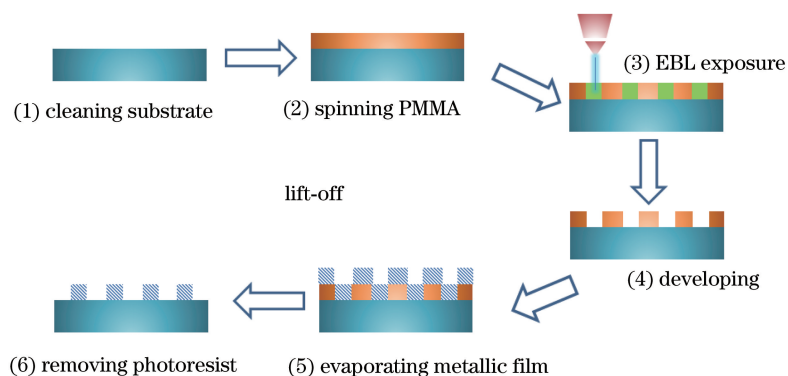 (1) cleaning substrate
(2) spinning PMMA
(3) EBL exposure
(4) developing
lift-off
(5) evaporating metallic film
(6) removing photoresist